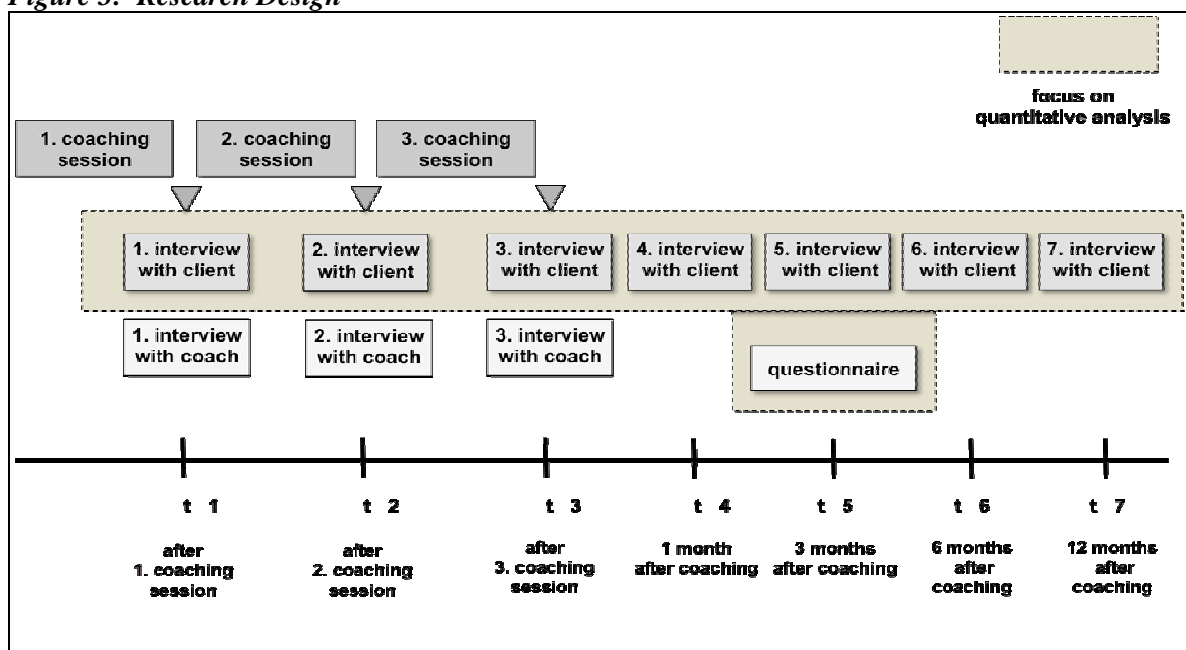 Figure 3: Research Design
focus on
quantitative analysis
1. coaching
session
2. coaching
session
3. coaching
session
1. interview
with client
2. interview
with client
3. interview
with client
4. interview
with client
5. interview
with client
6. interview
with client
7. interview
with client
1. interview
with coach
2. interview
with coach
3. interview
with coach
questionnaire
t 1
t 2
t 3
t 4
t 5
t 6
t 7
after
1. coaching
session
after
2. coaching
session
after
3. coaching
session
1 month
after coaching
3 months
after coaching
6 months
after
coaching
12 months
after
coaching